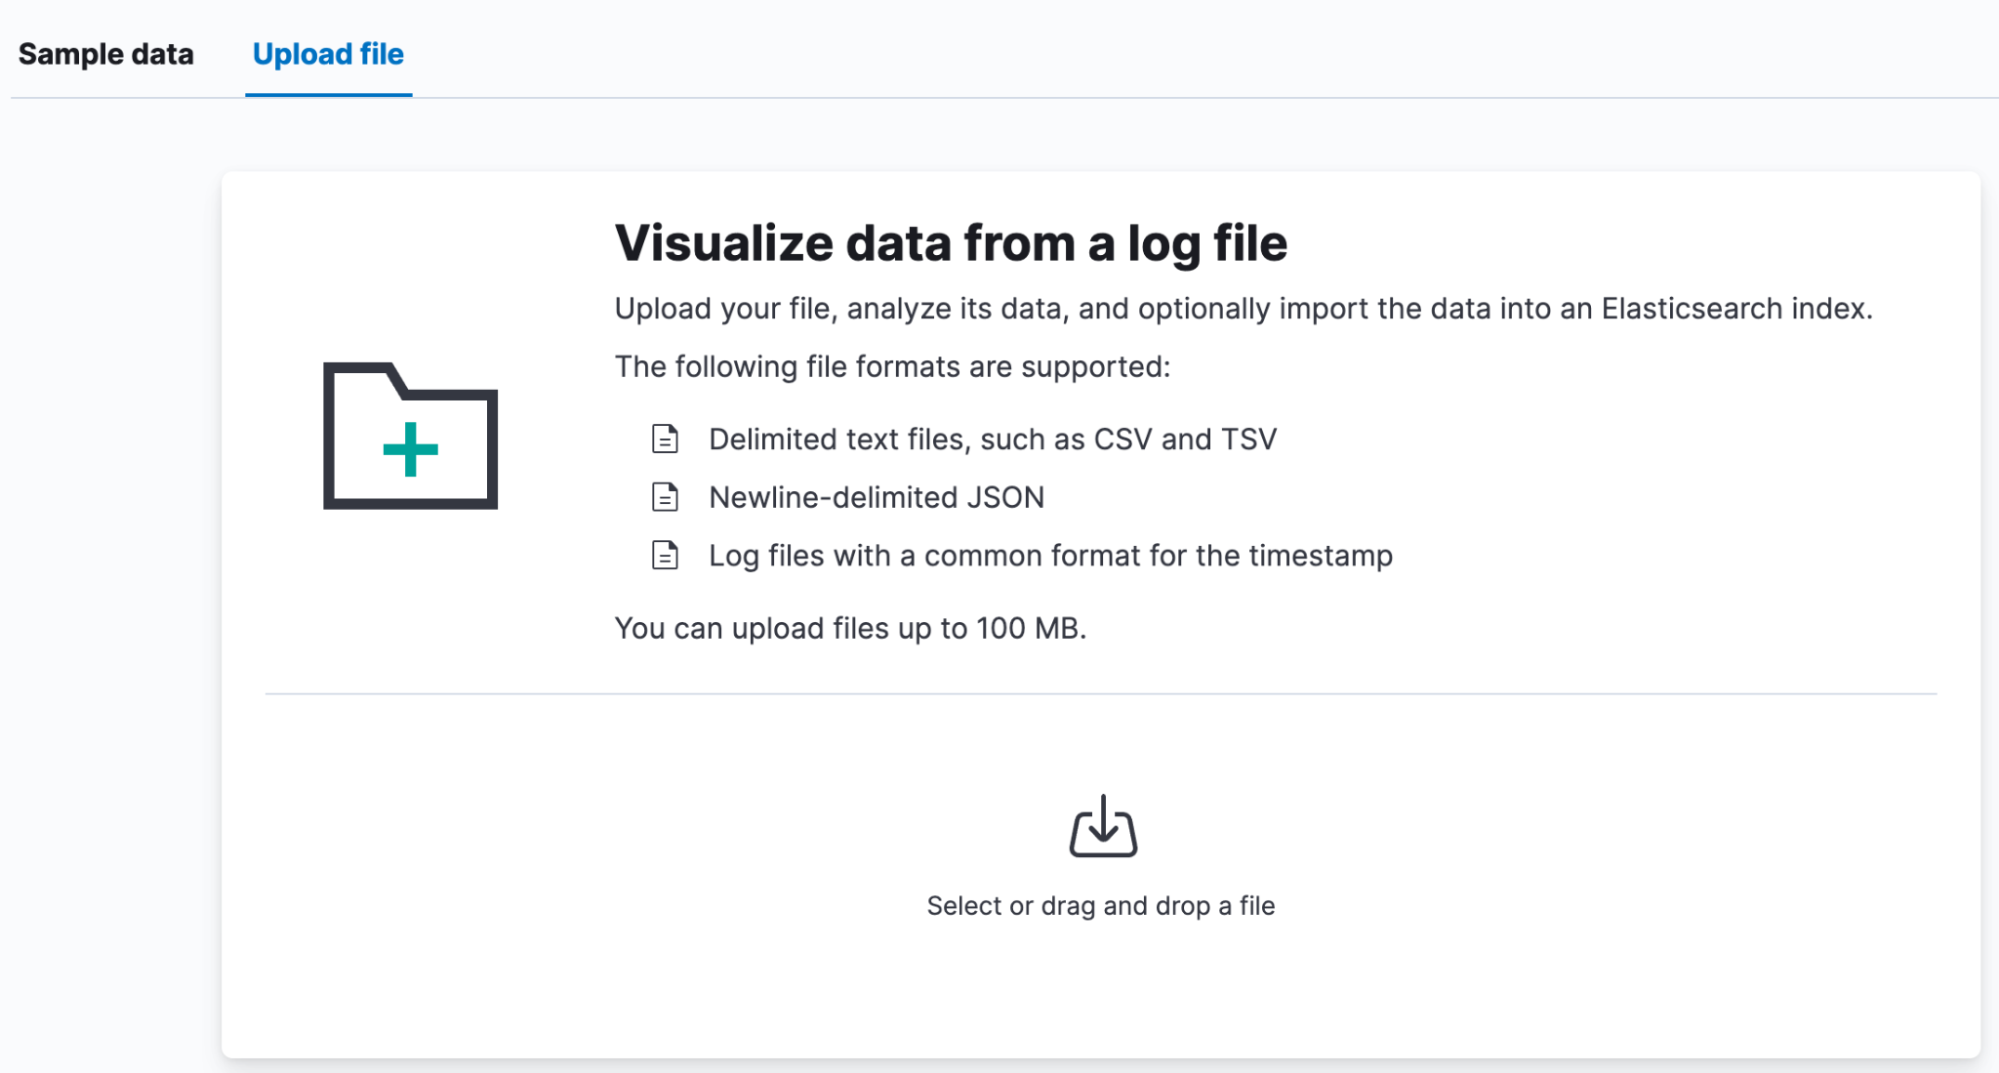 Sample data
Upload file
Visualize data from a log file
Upload your file, analyze its data, and optionally import the data into an Elasticsearch index.
The following file formats are supported:
Delimited text files, such as CSV and TSV
Newline-delimited JSON
Log files with a common format for the timestamp
You can upload files up to 100 MB.
Select or drag and drop a file